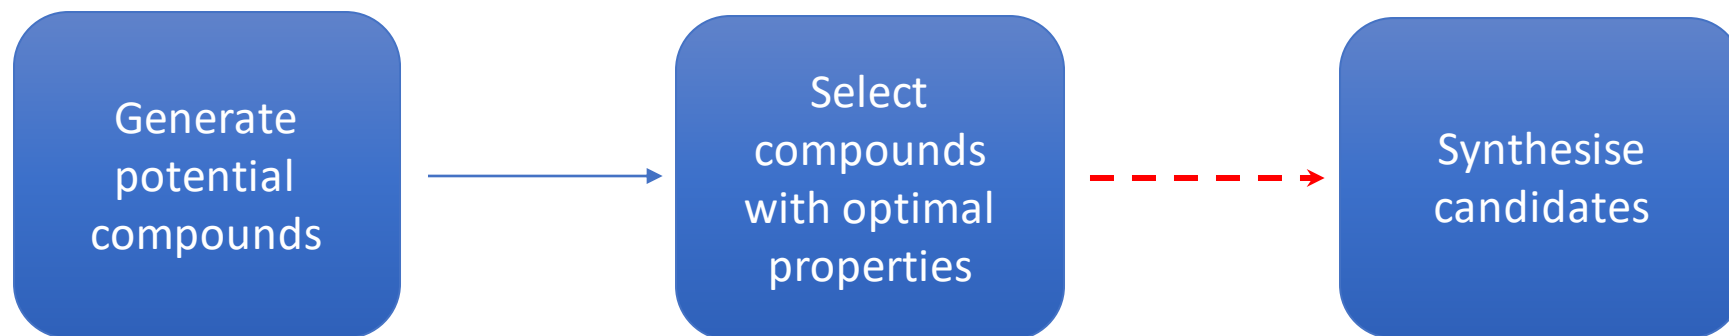 Generate
potential
compounds
Select
compounds
with optimal
properties
Synthesise
candidates